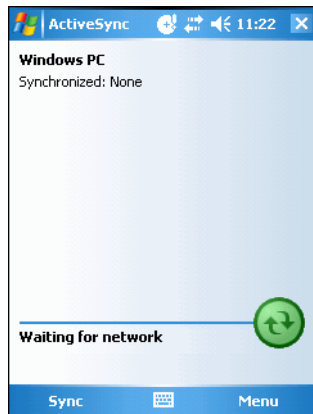 ActiveSync 11:22
Windows PC
Synchronized: None
Waiting for network
Sync Menu